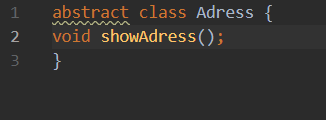 1 abstract class Adress {
2 void showAdress();
3 }